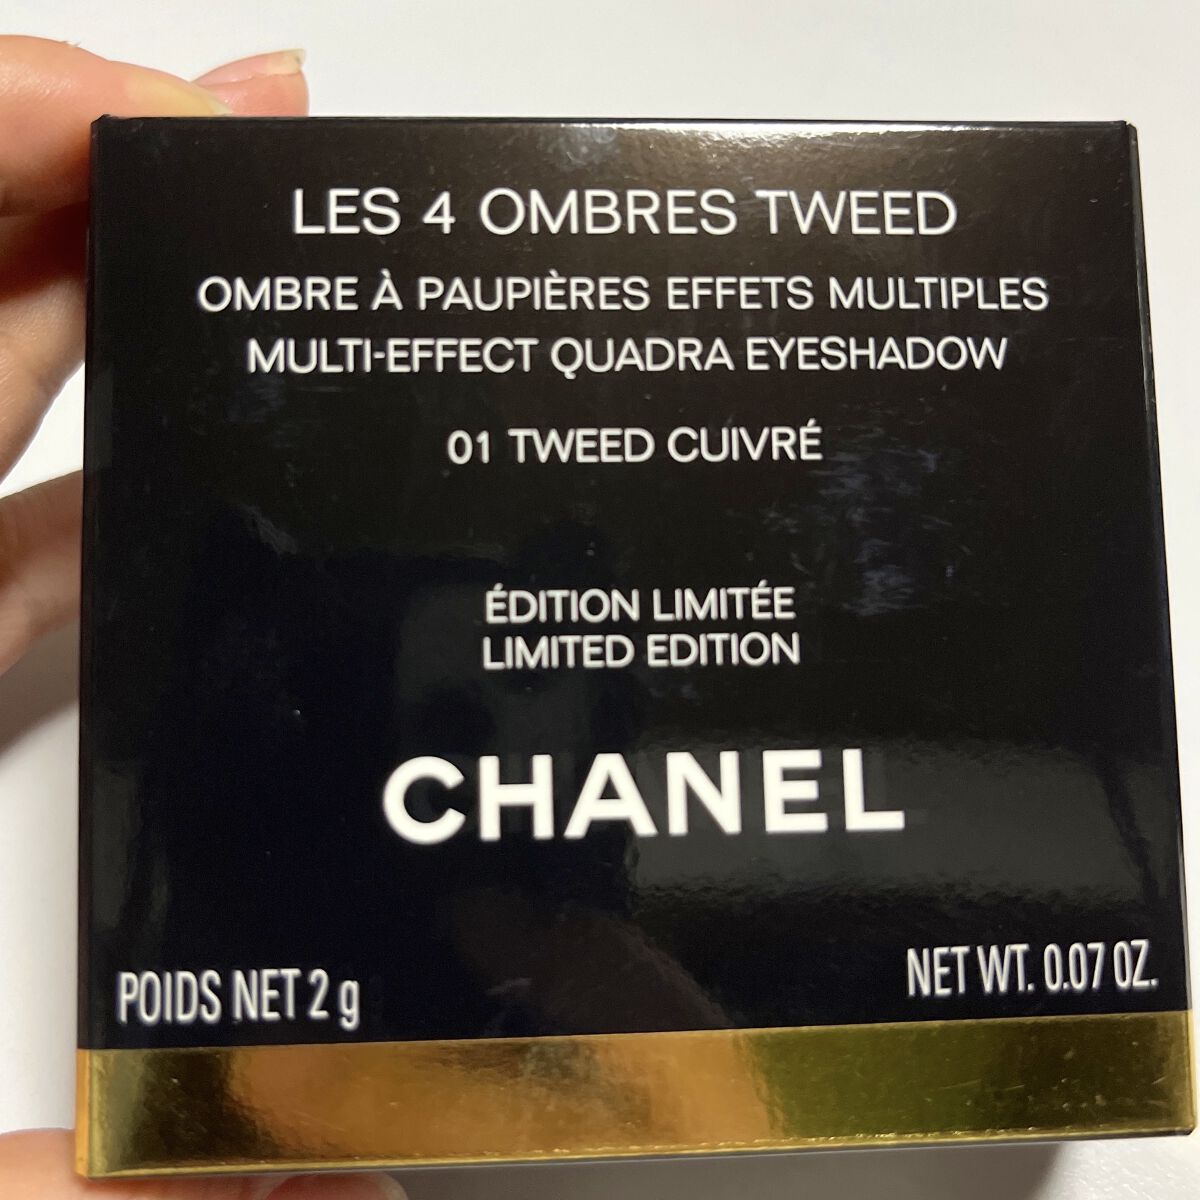 LES 4 OMBRES TWEED
OMBRE À PAUPIÈRES EFFETS MULTIPLES
MULTI-EFFECT QUADRA EYESHADOW
01 TWEED CUIVRÉ
ÉDITION LIMITÉE
LIMITED EDITION
CHANEL
POIDS NET 2 g
NET WT. 0.07 OZ.